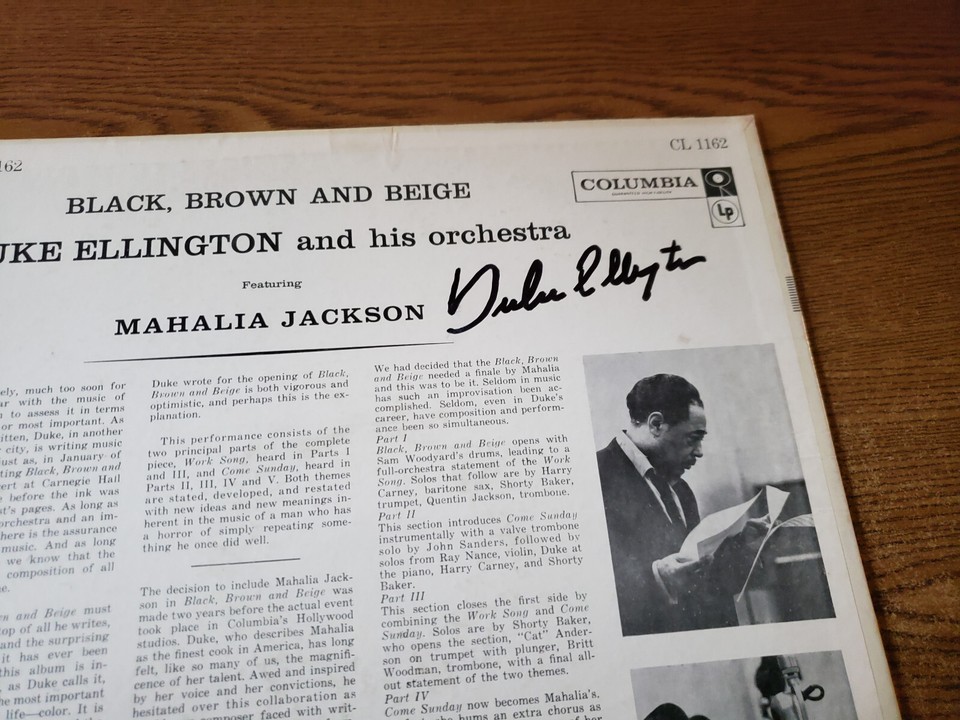 162
CL 1162
COLUMBIA
Lp
BLACK, BROWN AND BEIGE
UKE ELLINGTON and his orchestra
Featuring
MAHALIA JACKSON
Duke Ellington
ely, much too soon for
ar with the music of
n to assess it in terms
or most important. As
itten, Duke, in another
city, is writing music
ust as, in January of
ting Black, Brown and
ert at Carnegie Hall
before the ink was
st's pages. As long as
orchestra and an im-
here is the assurance
music. And as long
we know that the
composition of all
e.
n and Beige must
op of all he writes,
and the surprising
it has ever been
this album is in-
, as Duke calls it,
he most important
life—color. It is
Duke wrote for the opening of Black,
Brown and Beige is both vigorous and
optimistic, and perhaps this is the ex-
planation.
This performance consists of the
two principal parts of the complete
piece, Work Song, heard in Parts I
and III, and Come Sunday, heard in
Parts II, III, IV and V. Both themes
are stated, developed, and restated
with new ideas and new meanings in-
herent in the music of a man who has
a horror of simply repeating some-
thing he once did well.
The decision to include Mahalia Jack-
son in Black, Brown and Beige was
made two years before the actual event
took place in Columbia's Hollywood
studios. Duke, who describes Mahalia
as the finest cook in America, has long
felt, like so many of us, the magnifi-
cence of her talent. Awed and inspired
by her voice and her convictions, he
hesitated over this collaboration as
composer faced with writ-
We had decided that the Black, Brown
and Beige needed a finale by Mahalia
and this was to be it. Seldom in music
has such an improvisation been ac-
complished. Seldom, even in Duke's
career, have composition and perform-
ance been so simultaneous.
Part I
Black, Brown and Beige opens with
Sam Woodyard's drums, leading to a
full-orchestra statement of the Work
Song. Solos that follow are by Harry
Carney, baritone sax, Shorty Baker,
trumpet, Quentin Jackson, trombone.
Part II
This section introduces Come Sunday
instrumentally with a valve trombone
solo by John Sanders, followed by
solos from Ray Nance, violin, Duke at
the piano, Harry Carney, and Shorty
Baker.
Part III
This section closes the first side by
combining the Work Song and Come
Sunday. Solos are by Shorty Baker,
who opens the section, "Cat" Ander-
son on trumpet with plunger, Britt
Woodman, trombone, with a final all-
out statement of the two themes.
Part IV
Come Sunday now becomes Mahalia's.
hums an extra chorus as
of her